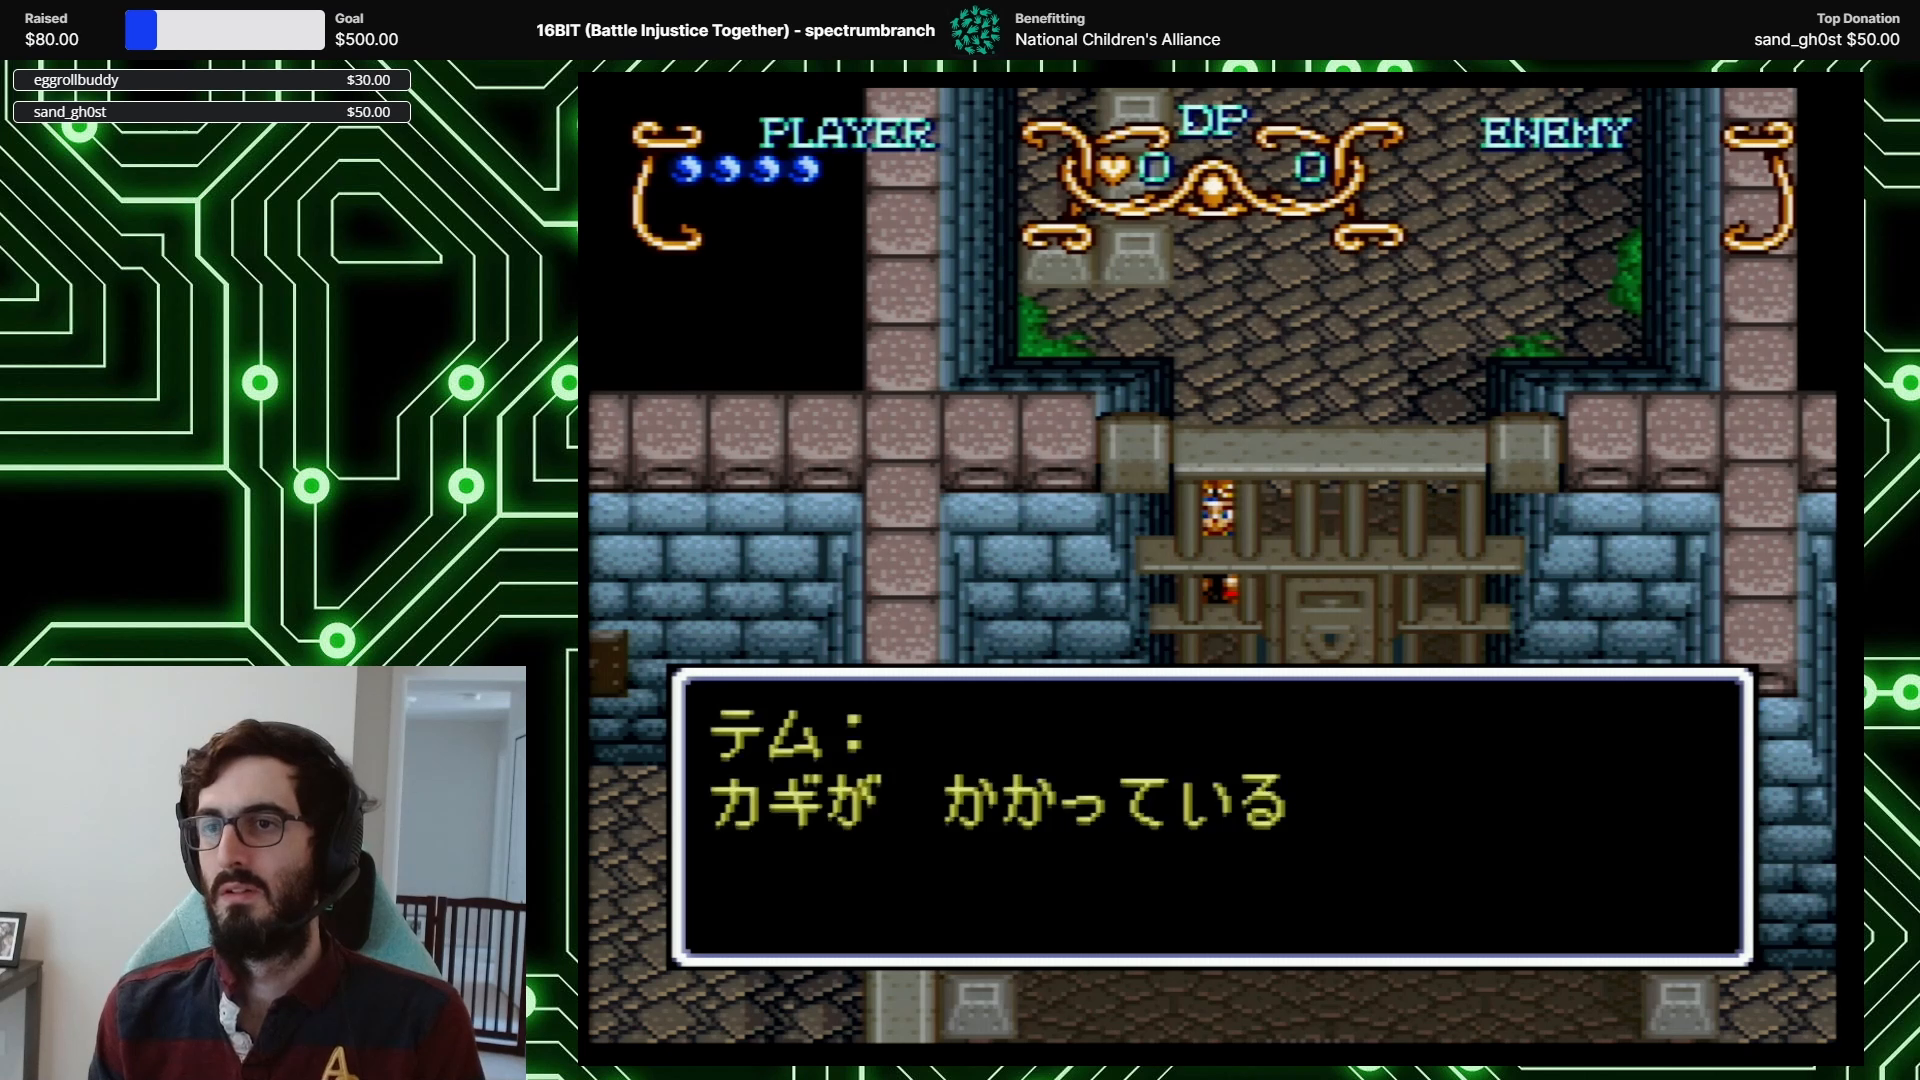 Raised
$80.00
Goal
$500.00
16BIT (Battle Injustice Together) - spectrumbranch
Benefitting
National Children's Alliance
Top Donation
sand_gh0st $50.00
eggrollbuddy $30.00
sand_gh0st $50.00
PLAYER
DP
ENEMY
0
0
テム：
カギが かかっている
A